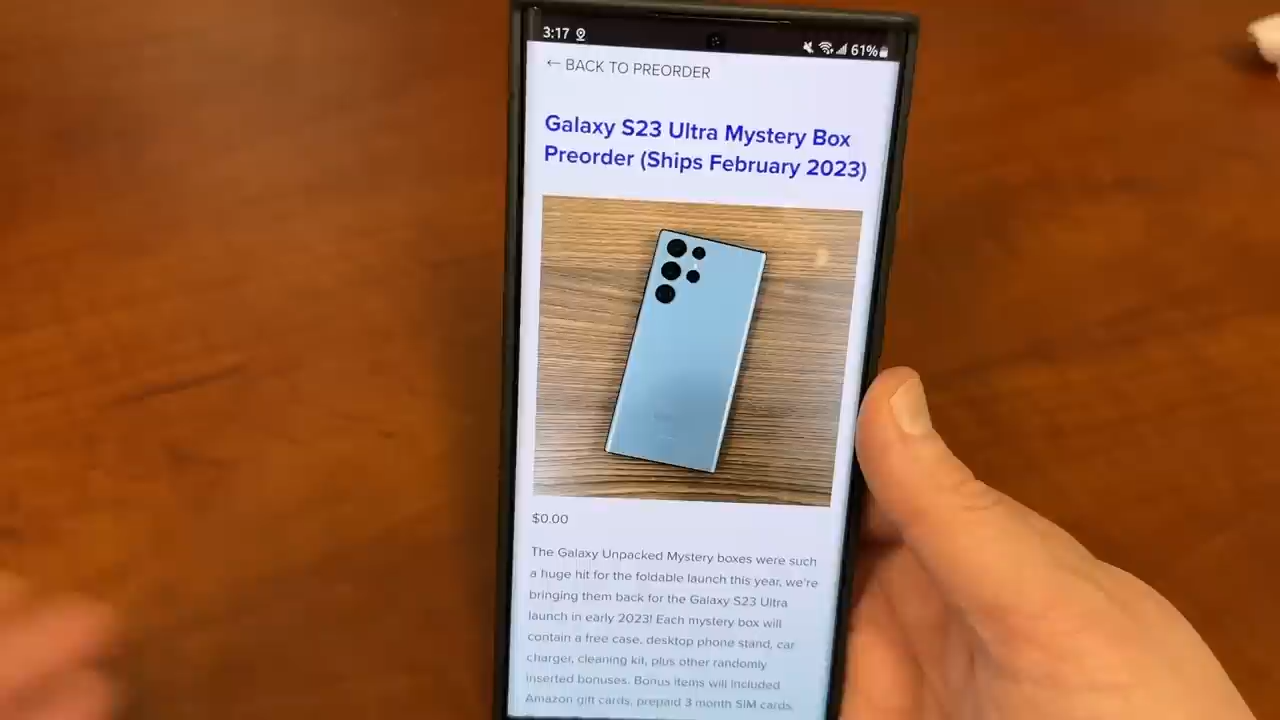 3:17 61%
← BACK TO PREORDER
Galaxy S23 Ultra Mystery Box
Preorder (Ships February 2023)
$0.00
The Galaxy Unpacked Mystery boxes were such
a huge hit for the foldable launch this year, we're
bringing them back for the Galaxy S23 Ultra
launch in early 2023! Each mystery box will
contain a free case, desktop phone stand, car
charger, cleaning kit, plus other randomly
inserted bonuses. Bonus items will included
Amazon gift cards, prepaid 3 month SIM cards,